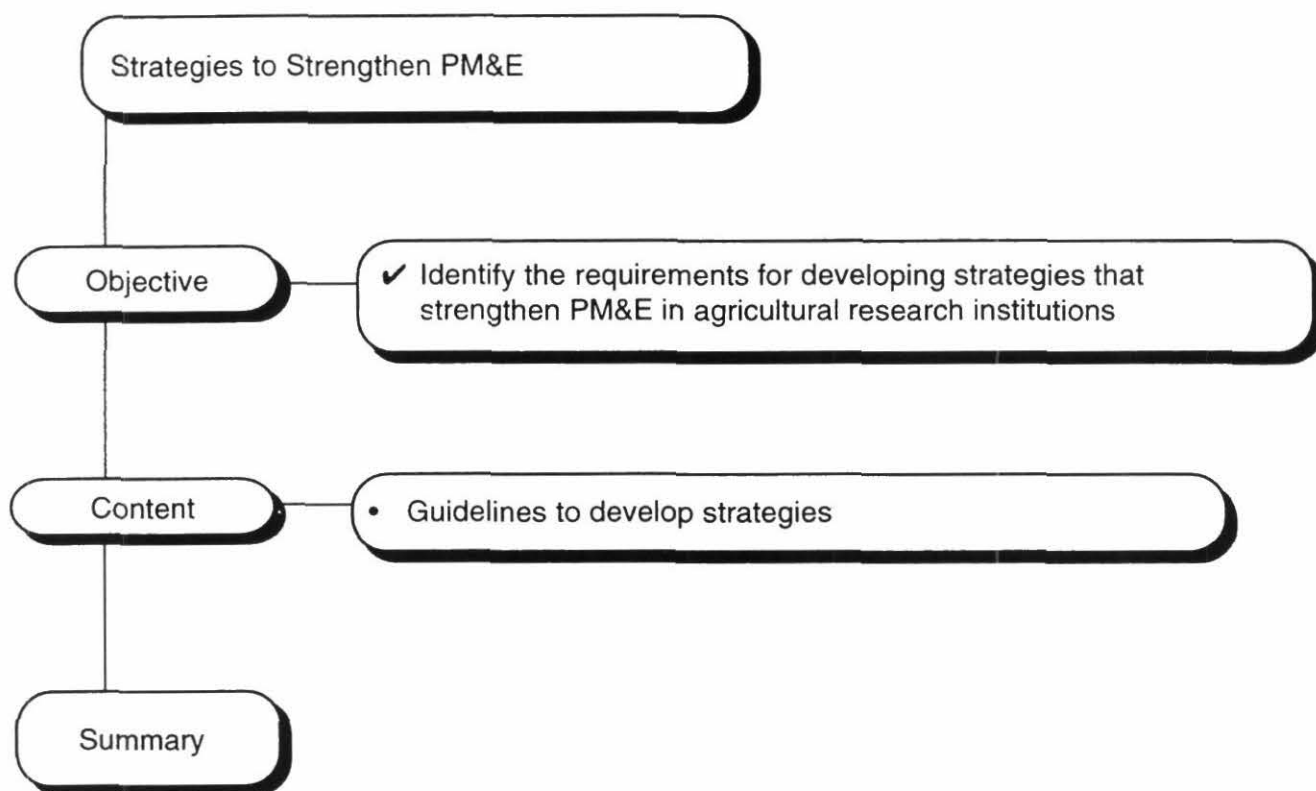 Strategies to Strengthen PM&E
Objective
✔ Identify the requirements for developing strategies that
strengthen PM&E in agricultural research institutions
Content
• Guidelines to develop strategies
Summary